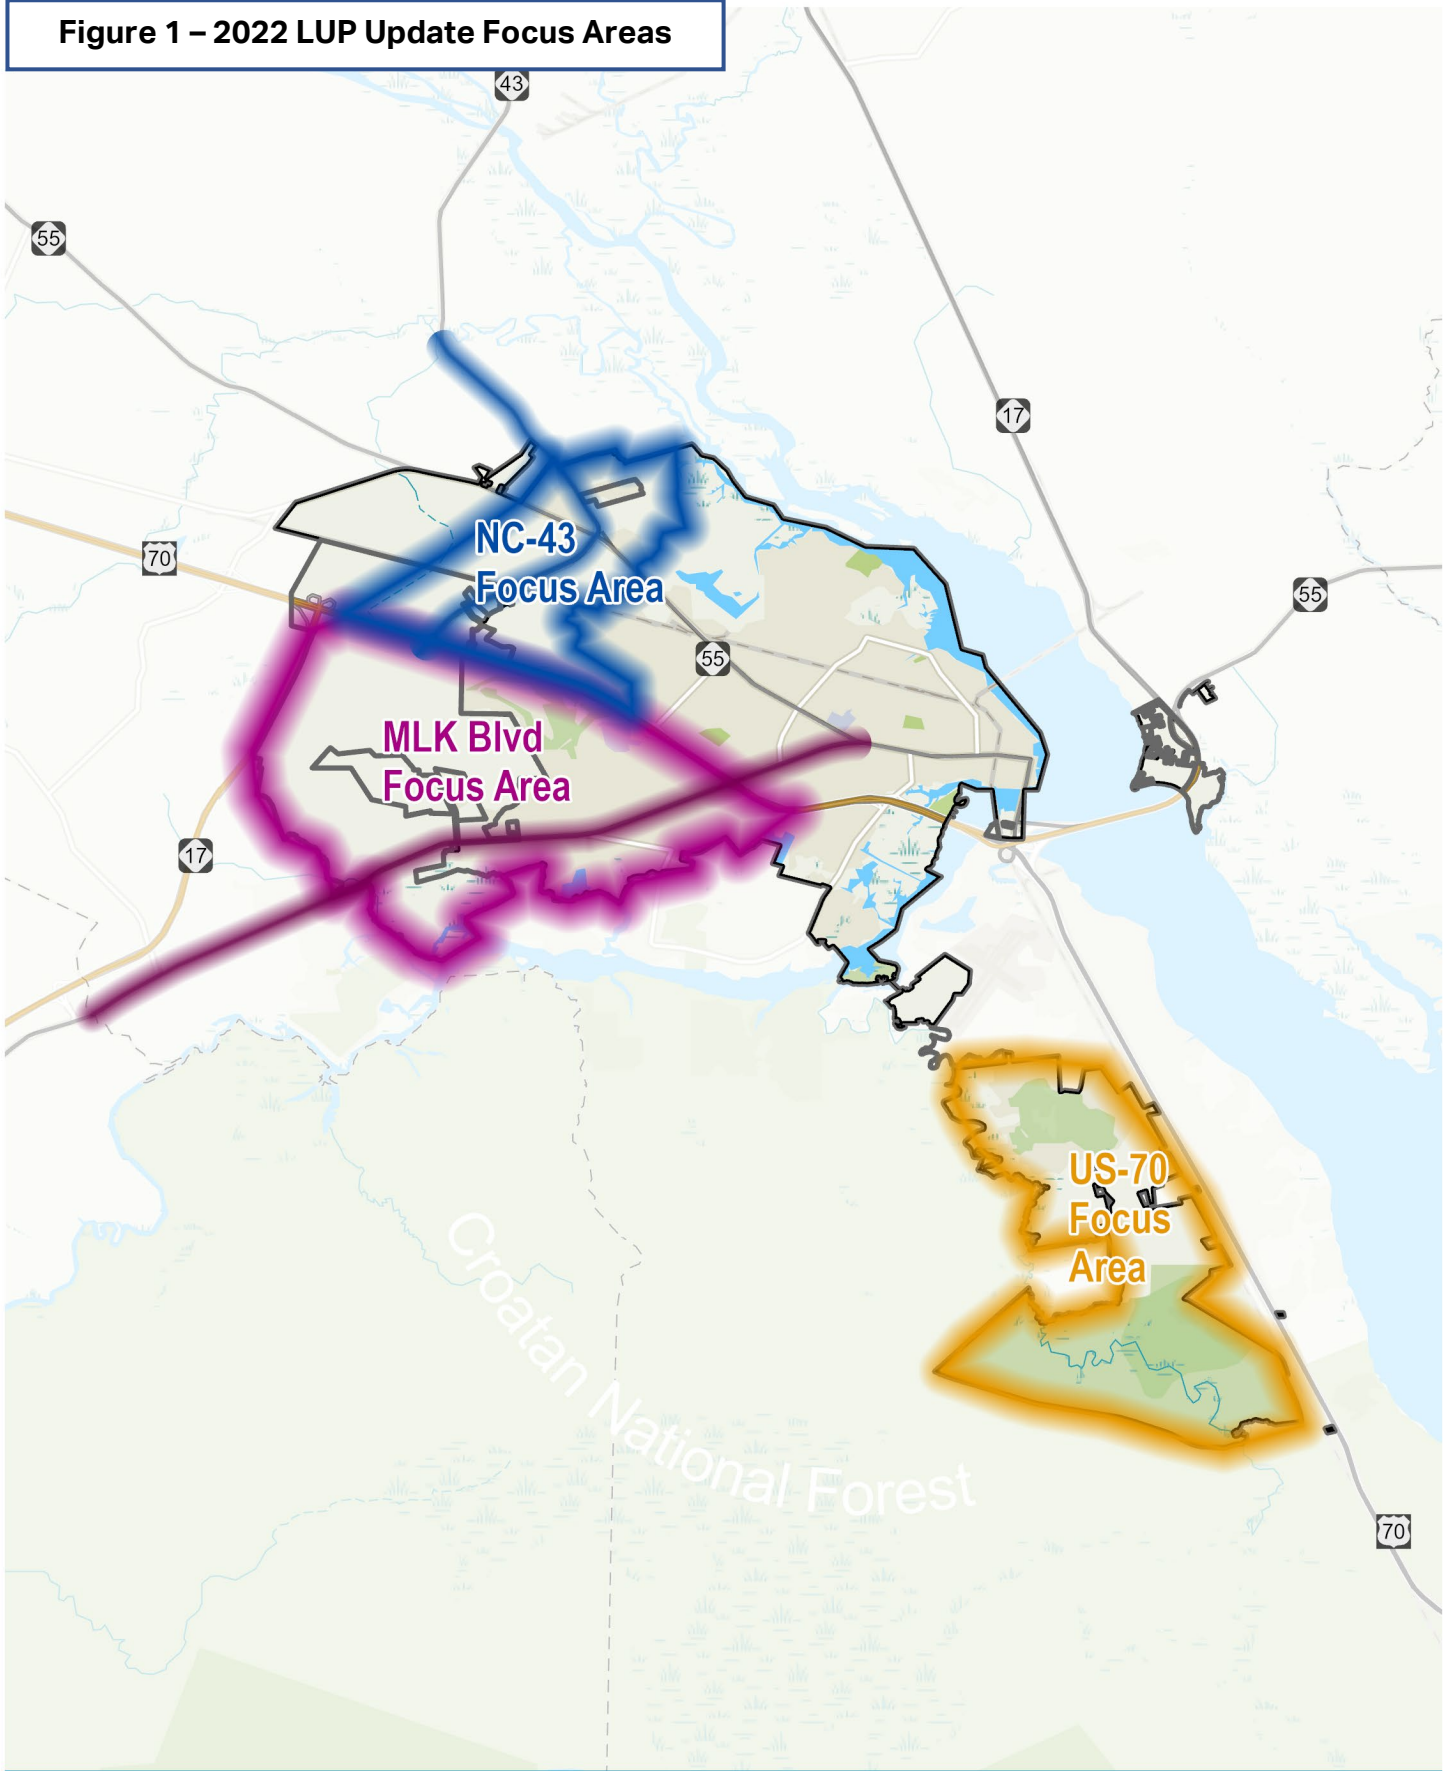 Figure 1 – 2022 LUP Update Focus Areas
43
55
17
70
55
NC-43
Focus Area
55
MLK Blvd
Focus Area
17
US-70
Focus
Area
Croatan National Forest
70